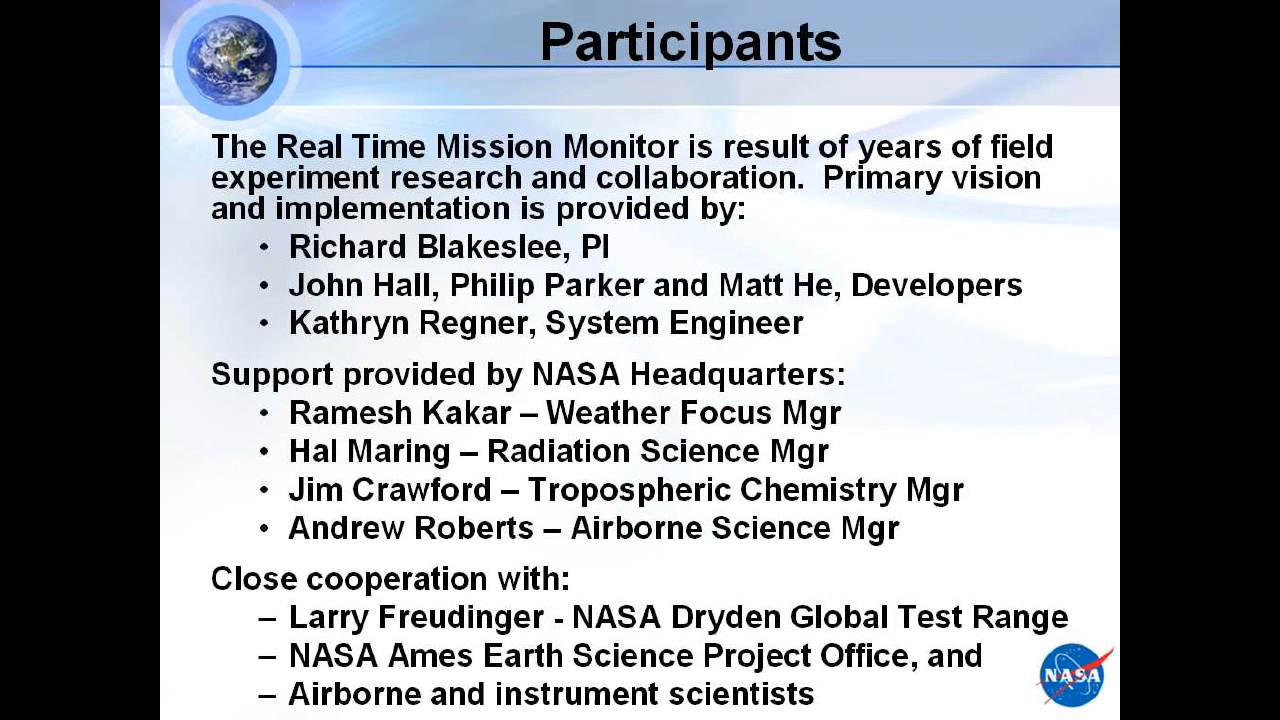 Participants
The Real Time Mission Monitor is result of years of field
experiment research and collaboration.  Primary vision
and implementation is provided by:
• Richard Blakeslee, PI
• John Hall, Philip Parker and Matt He, Developers
• Kathryn Regner, System Engineer
Support provided by NASA Headquarters:
• Ramesh Kakar – Weather Focus Mgr
• Hal Maring – Radiation Science Mgr
• Jim Crawford – Tropospheric Chemistry Mgr
• Andrew Roberts – Airborne Science Mgr
Close cooperation with:
– Larry Freudinger - NASA Dryden Global Test Range
– NASA Ames Earth Science Project Office, and
– Airborne and instrument scientists
NASA